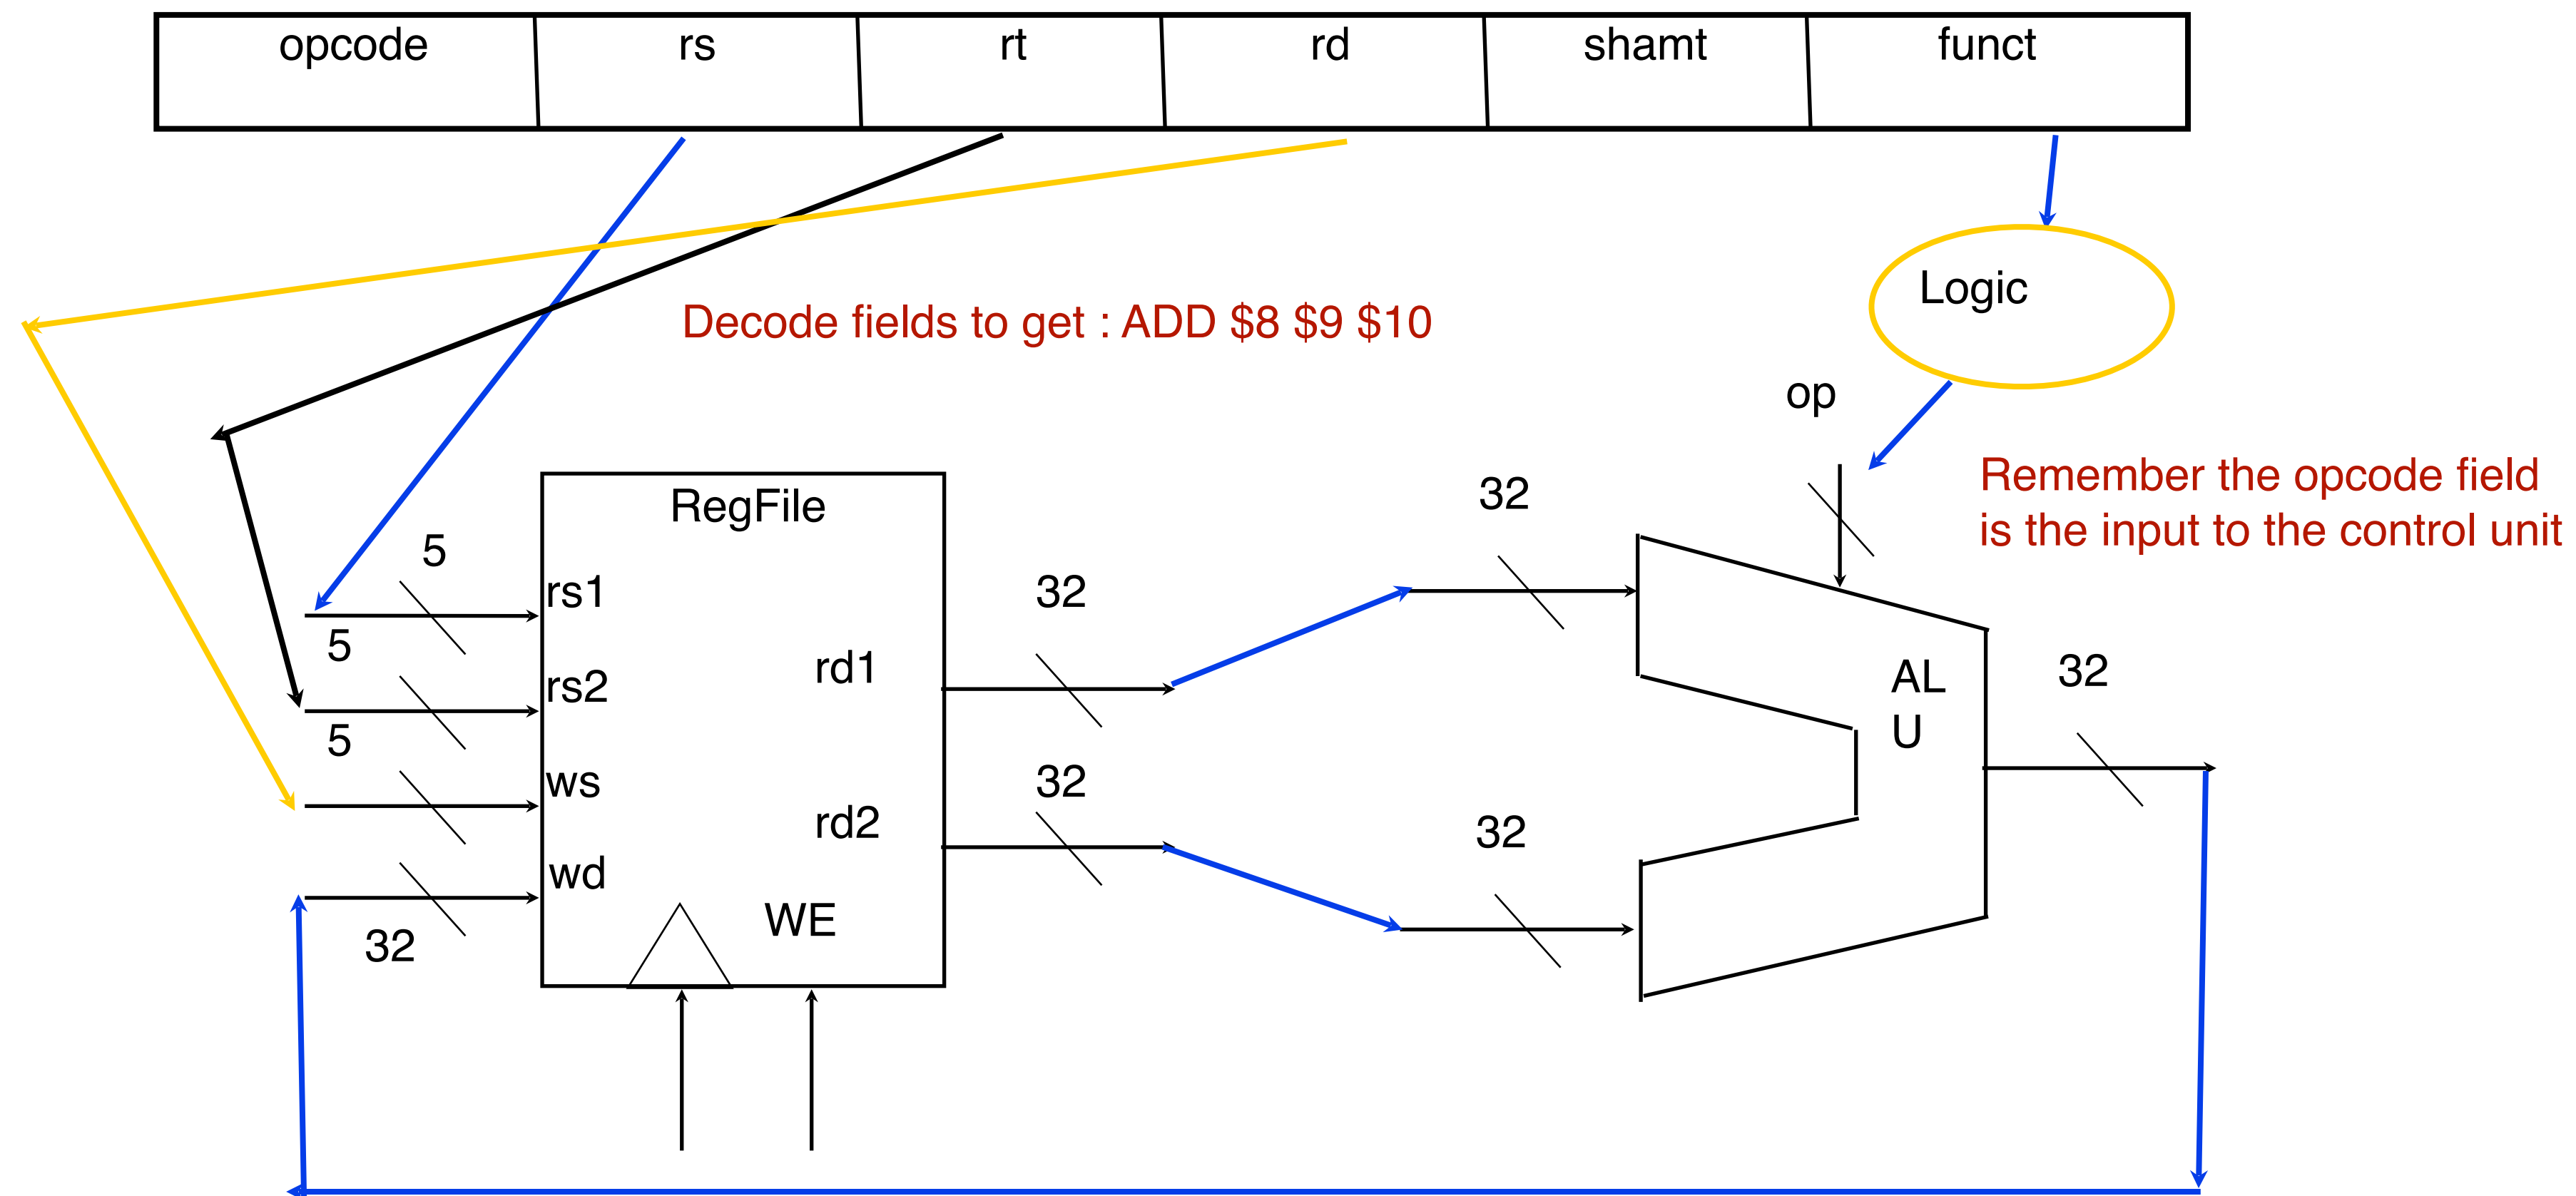 opcode rs rt rd shamt funct
Logic
Decode fields to get : ADD $8 $9 $10
op
Remember the opcode field
is the input to the control unit
RegFile
32
5
rs1
32
5
rd1
rs2
AL
U
32
5
ws
32
rd2
32
wd
WE
32